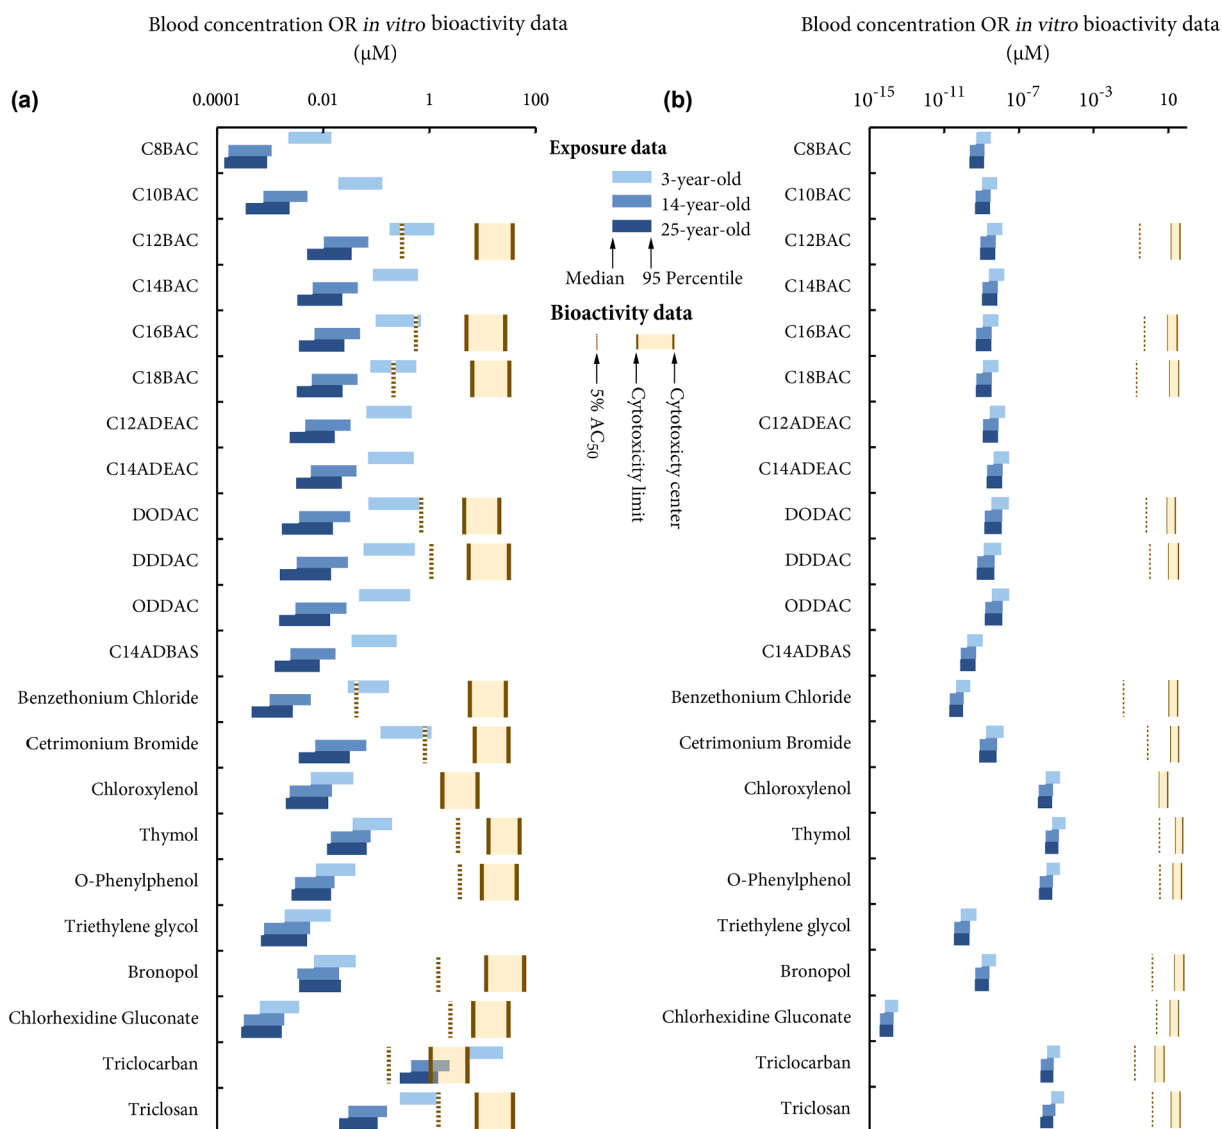 Blood concentration OR in vitro bioactivity data
(µM)
(a)
0.0001 0.01 1 100
C8BAC
C10BAC
C12BAC
C14BAC
C16BAC
C18BAC
C12ADEAC
C14ADEAC
DODAC
DDDAC
ODDAC
C14ADBAS
Benzethonium Chloride
Cetrimonium Bromide
Chloroxylenol
Thymol
O-Phenylphenol
Triethylene glycol
Bronopol
Chlorhexidine Gluconate
Triclocarban
Triclosan
Exposure data
3-year-old
14-year-old
25-year-old
Median 95 Percentile
Bioactivity data
5% AC50
Cytotoxicity limit
Cytotoxicty center
Blood concentration OR in vitro bioactivity data
(µM)
(b)
10^-15 10^-11 10^-7 10^-3 10
C8BAC
C10BAC
C12BAC
C14BAC
C16BAC
C18BAC
C12ADEAC
C14ADEAC
DODAC
DDDAC
ODDAC
C14ADBAS
Benzethonium Chloride
Cetrimonium Bromide
Chloroxylenol
Thymol
O-Phenylphenol
Triethylene glycol
Bronopol
Chlorhexidine Gluconate
Triclocarban
Triclosan